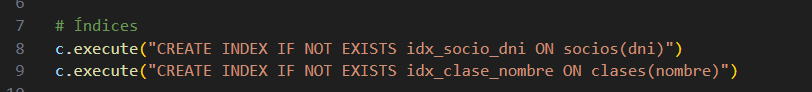 6
7 # Índices
8 c.execute("CREATE INDEX IF NOT EXISTS idx_socio_dni ON socios(dni)")
9 c.execute("CREATE INDEX IF NOT EXISTS idx_clase_nombre ON clases(nombre)")
10